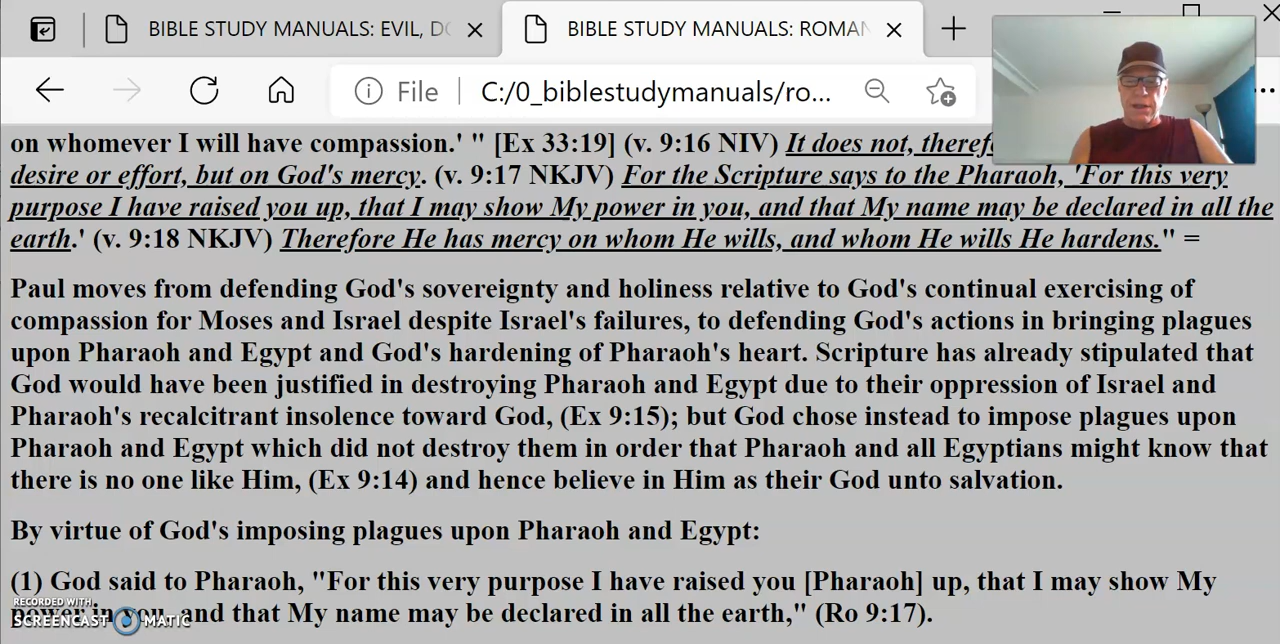 BIBLE STUDY MANUALS: EVIL, DO
BIBLE STUDY MANUALS: ROMAN
File
C:/0_biblestudymanuals/ro...
on whomever I will have compassion.' " [Ex 33:19] (v. 9:16 NIV) It does not,
desire or effort, but on God's mercy. (v. 9:17 NKJV) For the Scripture says to the Pharaoh, 'For this very
purpose I have raised you up, that I may show My power in you, and that My name may be declared in all the
earth.' (v. 9:18 NKJV) Therefore He has mercy on whom He wills, and whom He wills He hardens." =
Paul moves from defending God's sovereignty and holiness relative to God's continual exercising of
compassion for Moses and Israel despite Israel's failures, to defending God's actions in bringing plagues
upon Pharaoh and Egypt and God's hardening of Pharaoh's heart. Scripture has already stipulated that
God would have been justified in destroying Pharaoh and Egypt due to their oppression of Israel and
Pharaoh's recalcitrant insolence toward God, (Ex 9:15); but God chose instead to impose plagues upon
Pharaoh and Egypt which did not destroy them in order that Pharaoh and all Egyptians might know that
there is no one like Him, (Ex 9:14) and hence believe in Him as their God unto salvation.
By virtue of God's imposing plagues upon Pharaoh and Egypt:
(1) God said to Pharaoh, "For this very purpose I have raised you [Pharaoh] up, that I may show My
power in you, and that My name may be declared in all the earth," (Ro 9:17).
RECORDED WITH
SCREENCAST MATIC